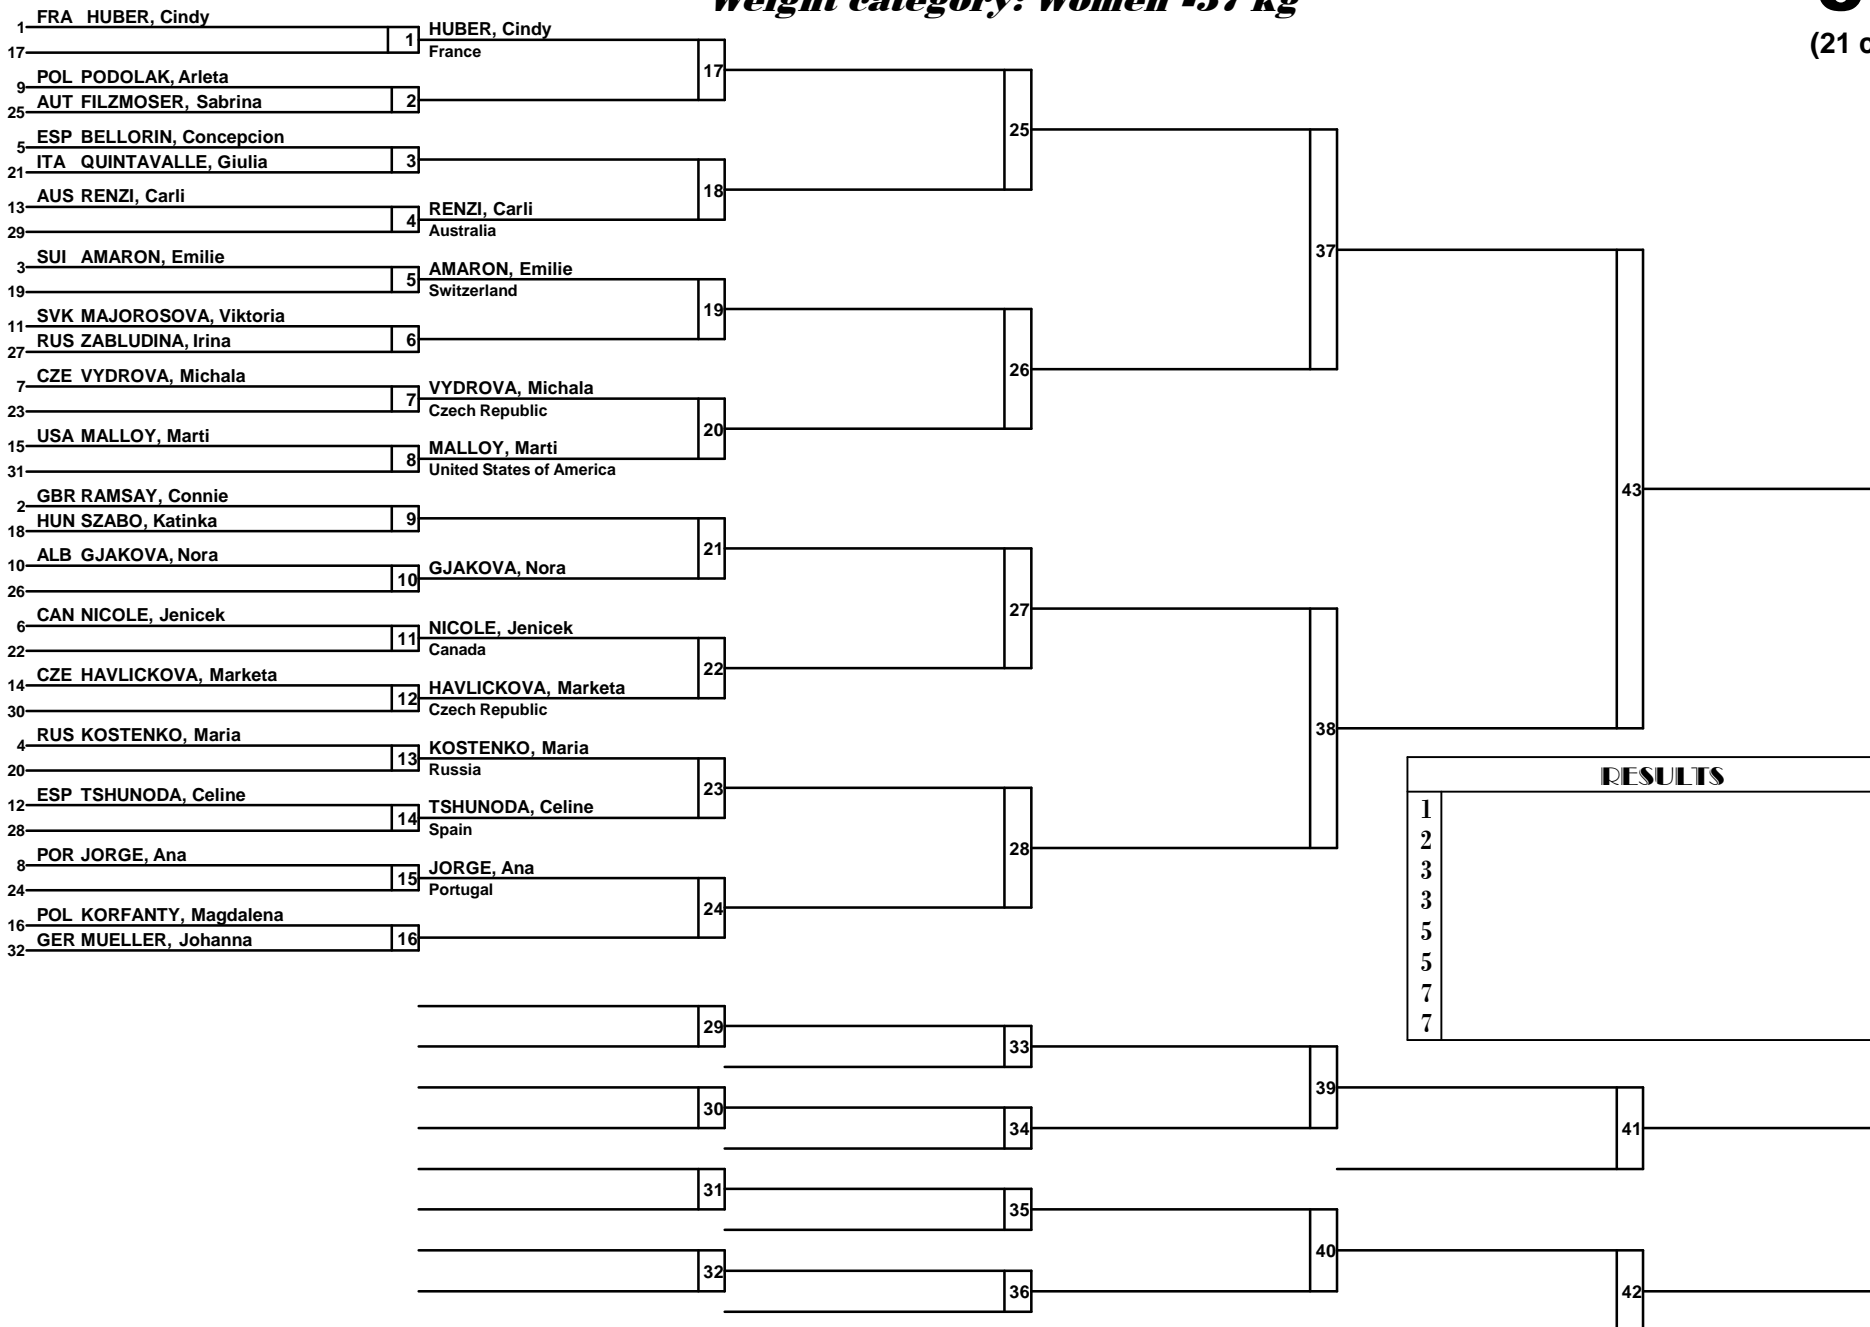 Weight category: Women -57 kg
(21 c
1 FRA HUBER, Cindy
17
1 HUBER, Cindy
France
9 POL PODOLAK, Arleta
25 AUT FILZMOSER, Sabrina
2
17
5 ESP BELLORIN, Concepcion
21 ITA QUINTAVALLE, Giulia
3
25
13 AUS RENZI, Carli
29
4 RENZI, Carli
Australia
18
3 SUI AMARON, Emilie
19
5 AMARON, Emilie
Switzerland
37
11 SVK MAJOROSOVA, Viktoria
27 RUS ZABLUDINA, Irina
6
19
7 CZE VYDROVA, Michala
23
7 VYDROVA, Michala
Czech Republic
26
15 USA MALLOY, Marti
31
8 MALLOY, Marti
United States of America
20
2 GBR RAMSAY, Connie
18 HUN SZABO, Katinka
9
43
10 ALB GJAKOVA, Nora
26
10 GJAKOVA, Nora
21
6 CAN NICOLE, Jenicek
22
11 NICOLE, Jenicek
Canada
27
14 CZE HAVLICKOVA, Marketa
30
12 HAVLICKOVA, Marketa
Czech Republic
22
4 RUS KOSTENKO, Maria
20
13 KOSTENKO, Maria
Russia
38
12 ESP TSHUNODA, Celine
28
14 TSHUNODA, Celine
Spain
23
8 POR JORGE, Ana
24
15 JORGE, Ana
Portugal
28
16 POL KORFANTY, Magdalena
32 GER MUELLER, Johanna
16
24
RESULTS
1
2
3
3
5
5
7
7
29
33
39
30
34
41
31
35
40
32
36
42